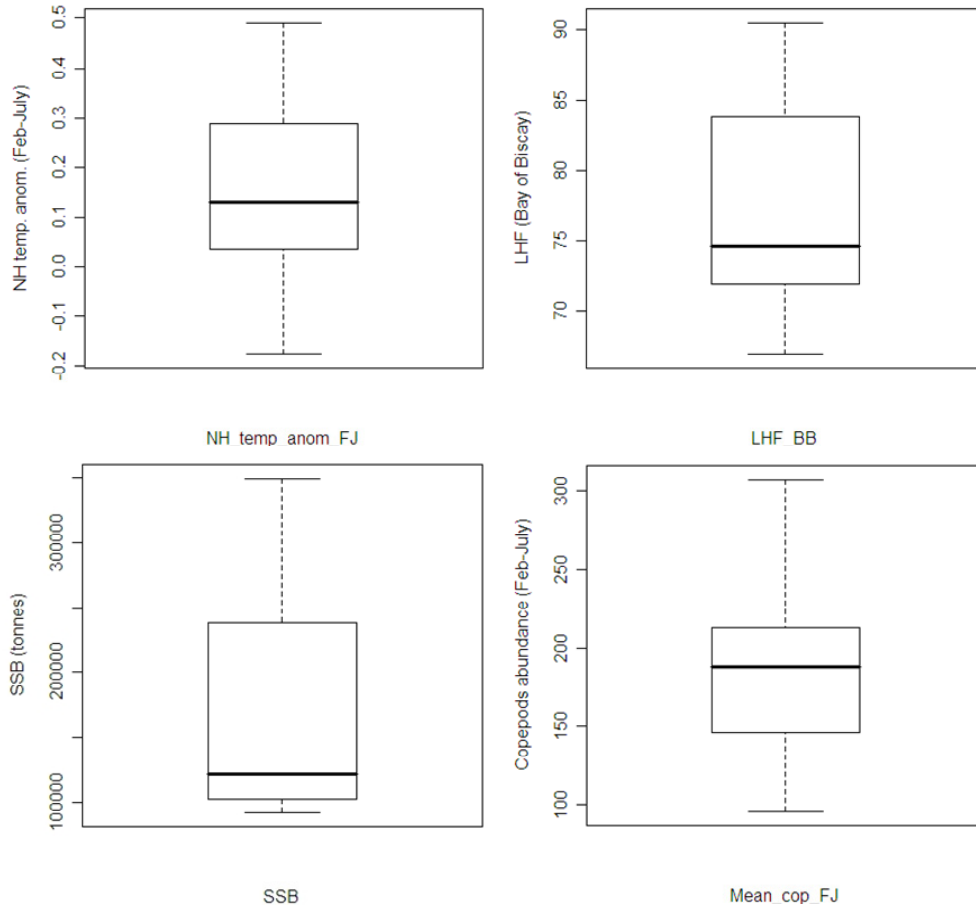 NH temp. anom. (Feb-July)
0.5
0.4
0.3
0.2
0.1
0.0
-0.1
-0.2
NH_temp_anom_FJ
LHF (Bay of Biscay)
90
85
80
75
70
LHF_BB
SSB (tonnes)
300000
200000
100000
SSB
Copepods abundance (Feb-July)
300
250
200
150
100
Mean_cop_FJ